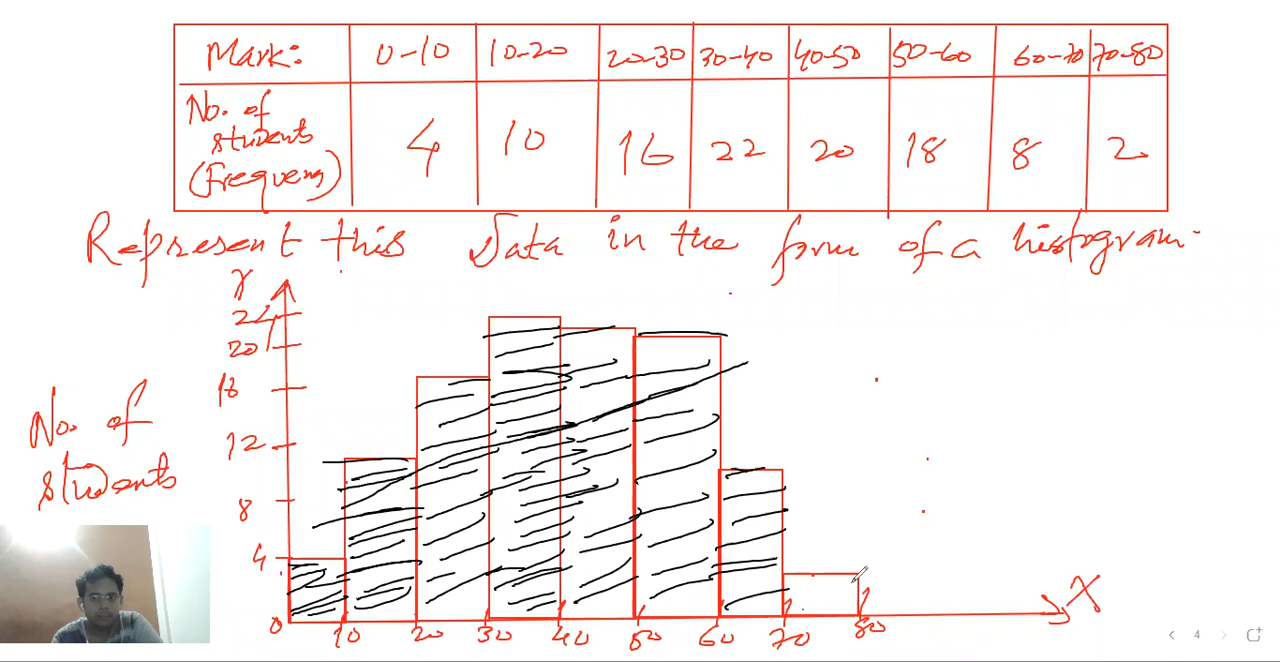 Mark: 0-10 10-20 20-30 30-40 40-50 50-60 60-70 70-80
No. of
students
(Frequency) 4 10 16 22 20 18 8 2
Represent this data in the form of a histogram.
Y
24
20
16
12
8
4
No. of
students
0 10 20 30 40 50 60 70 80
X
4